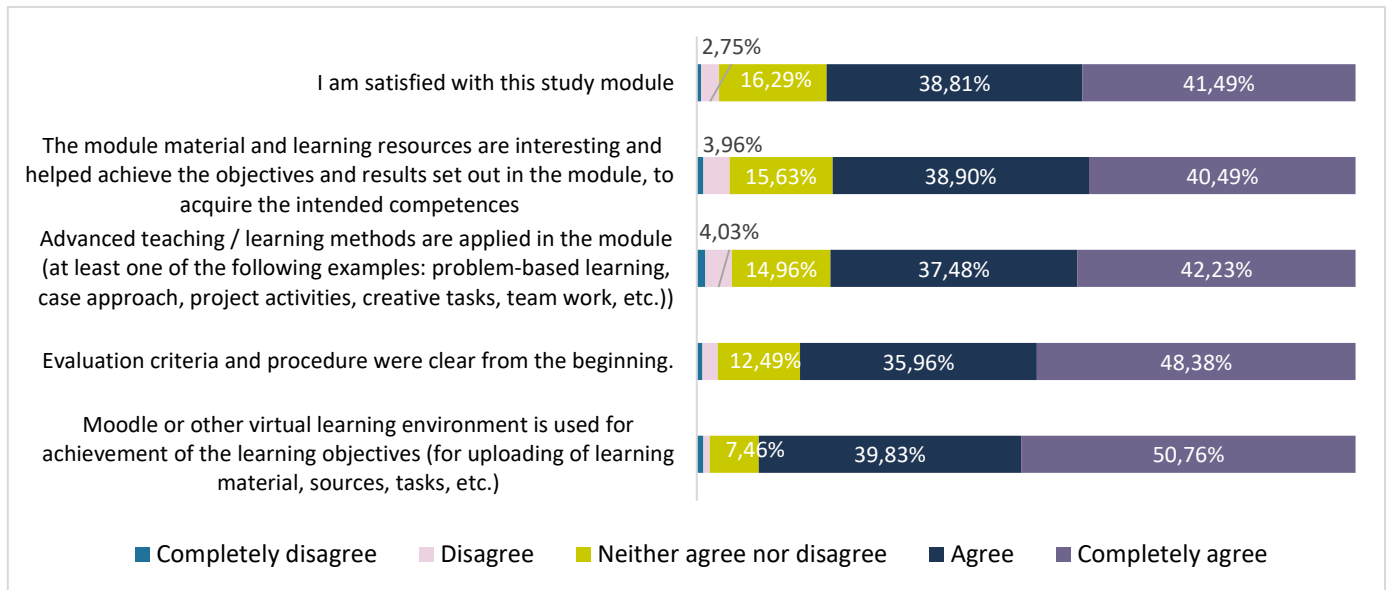 2,75%
I am satisfied with this study module
16,29%
38,81%
41,49%
3,96%
The module material and learning resources are interesting and
helped achieve the objectives and results set out in the module, to
acquire the intended competences
15,63%
38,90%
40,49%
4,03%
Advanced teaching / learning methods are applied in the module
(at least one of the following examples: problem-based learning,
case approach, project activities, creative tasks, team work, etc.))
14,96%
37,48%
42,23%
Evaluation criteria and procedure were clear from the beginning.
12,49%
35,96%
48,38%
Moodle or other virtual learning environment is used for
achievement of the learning objectives (for uploading of learning
material, sources, tasks, etc.)
7,46%
39,83%
50,76%
Completely disagree
Disagree
Neither agree nor disagree
Agree
Completely agree